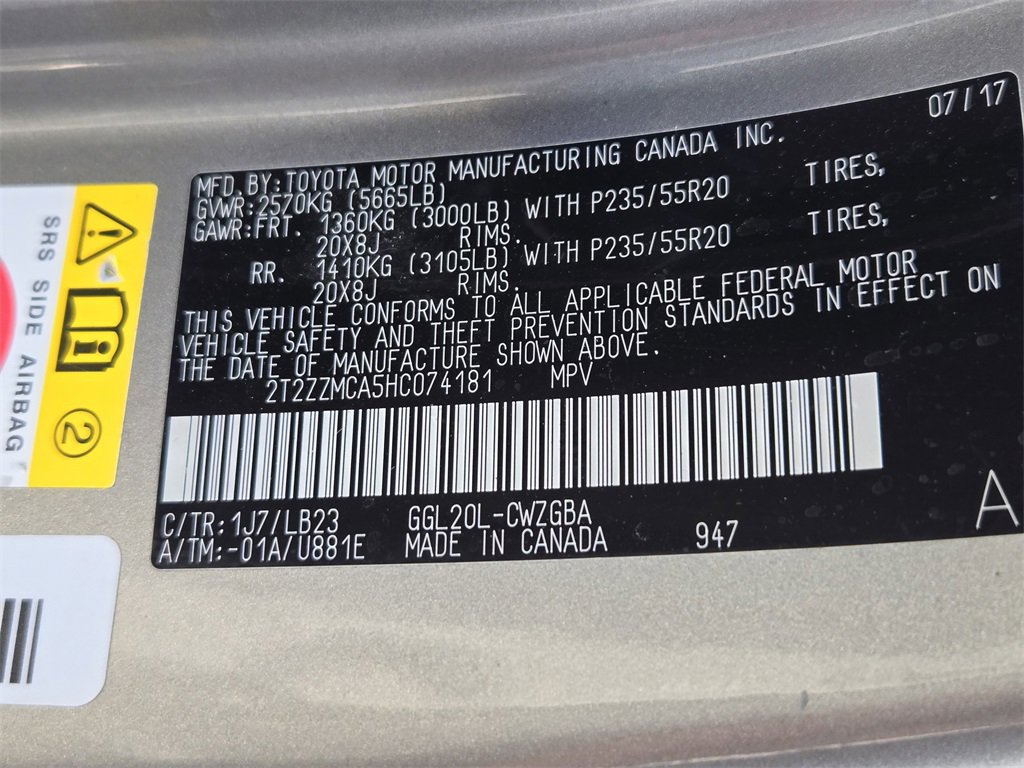 07/17
MFD. BY: TOYOTA MOTOR MANUFACTURING CANADA INC.
GVWR: 2570KG (5665LB)
GAWR: FRT. 1360KG (3000LB) WITH P235/55R20 TIRES,
20X8J RIMS.
RR. 1410KG (3105LB) WITH P235/55R20 TIRES,
20X8J RIMS.
THIS VEHICLE CONFORMS TO ALL APPLICABLE FEDERAL MOTOR
VEHICLE SAFETY AND THEFT PREVENTION STANDARDS IN EFFECT ON
THE DATE OF MANUFACTURE SHOWN ABOVE.
2T2ZZMCA5HC074181 MPV
C/TR: 1J7/LB23 GGL20L-CWZGBA
A/TM: -01A/U881E MADE IN CANADA 947
A
SRS SIDE AIRBAG
2